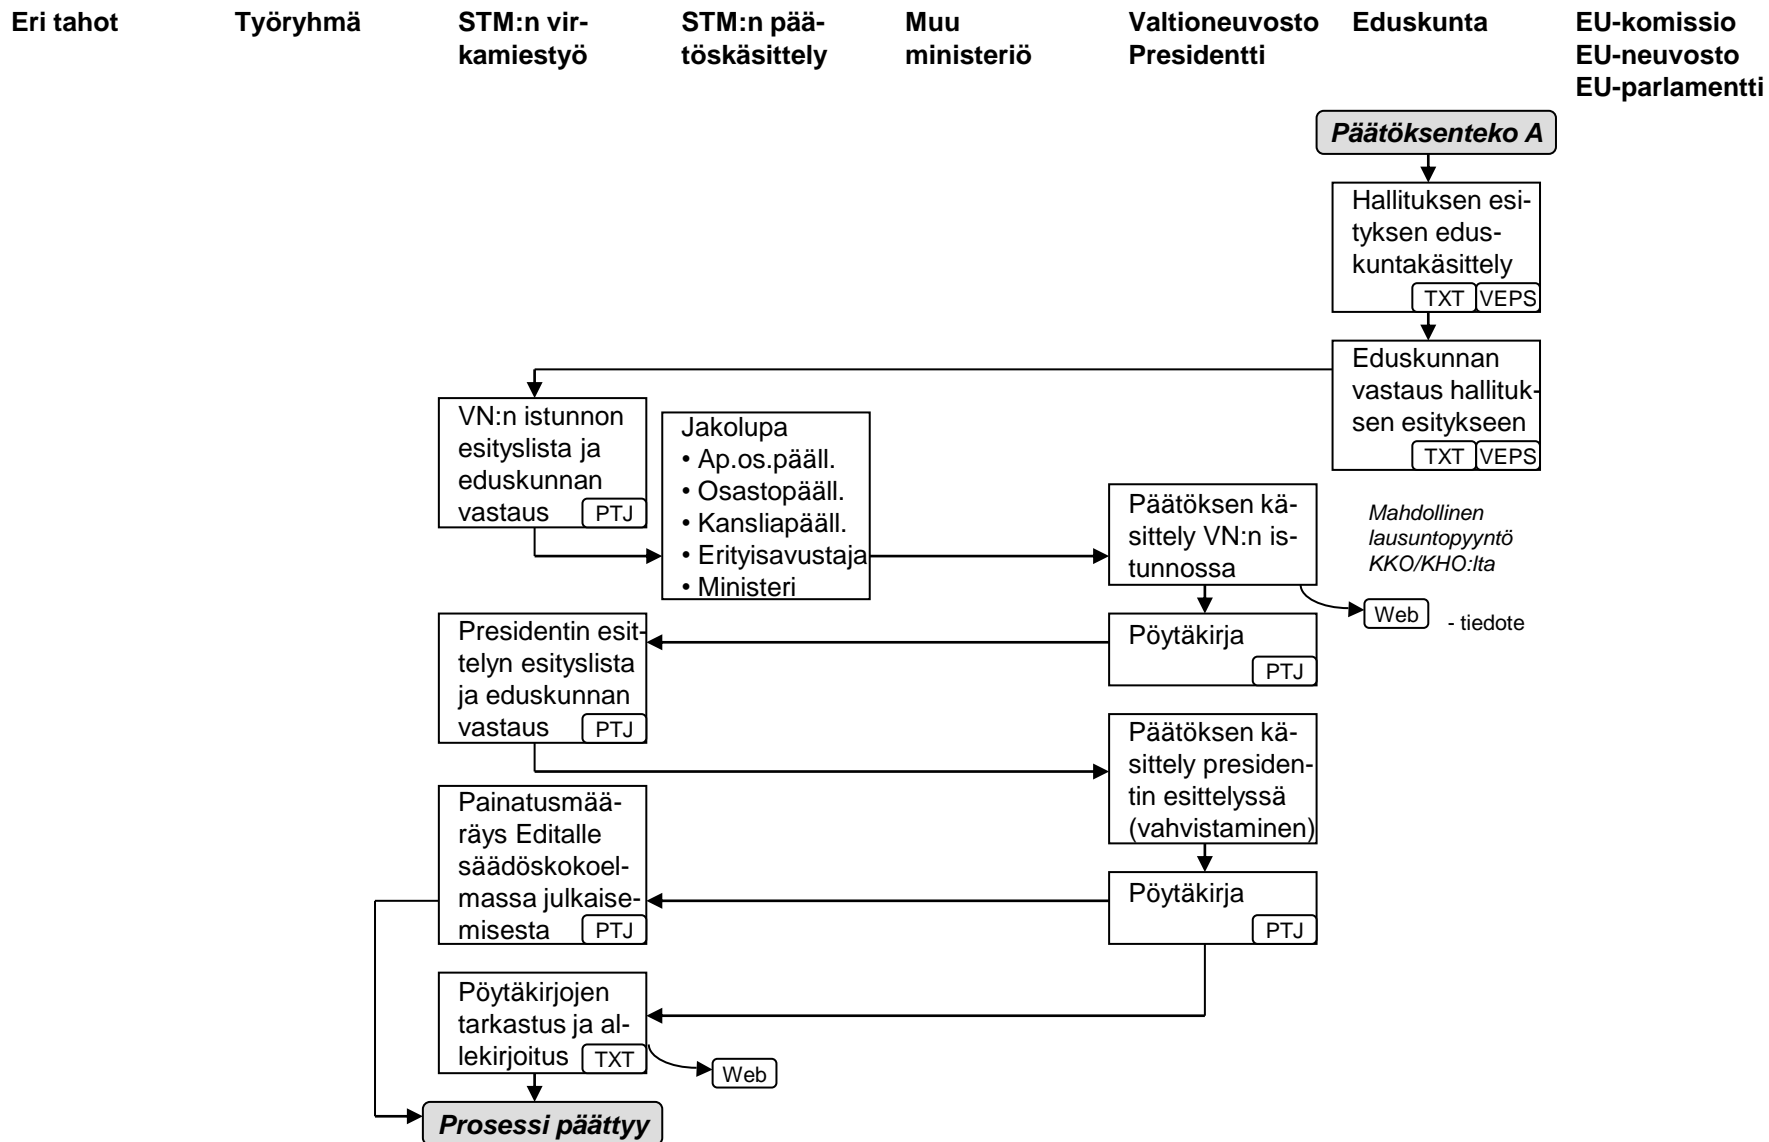 Eri tahot
Työryhmä
STM:n vir-
kamiestyö
STM:n pää-
töskäsittely
Muu
ministeriö
Valtioneuvosto
Presidentti
Eduskunta
EU-komissio
EU-neuvosto
EU-parlamentti
Päätöksenteko A
Hallituksen esi-
tyksen edus-
kuntakäsittely
TXT VEPS
Eduskunnan
vastaus hallituk-
sen esitykseen
TXT VEPS
VN:n istunnon
esityslista ja
eduskunnan
vastaus PTJ
Jakolupa
• Ap.os.pääll.
• Osastopääll.
• Kansliapääll.
• Erityisavustaja
• Ministeri
Päätöksen kä-
sittely VN:n is-
tunnossa
Mahdollinen
lausuntopyyntö
KKO/KHO:lta
Web - tiedote
Pöytäkirja
PTJ
Presidentin esit-
telyn esityslista
ja eduskunnan
vastaus PTJ
Päätöksen kä-
sittely presiden-
tin esittelyssä
(vahvistaminen)
Pöytäkirja
PTJ
Painatusmää-
räys Editalle
säädöskokoel-
massa julkaise-
misesta PTJ
Pöytäkirjojen
tarkastus ja al-
lekirjoitus TXT
Web
Prosessi päättyy